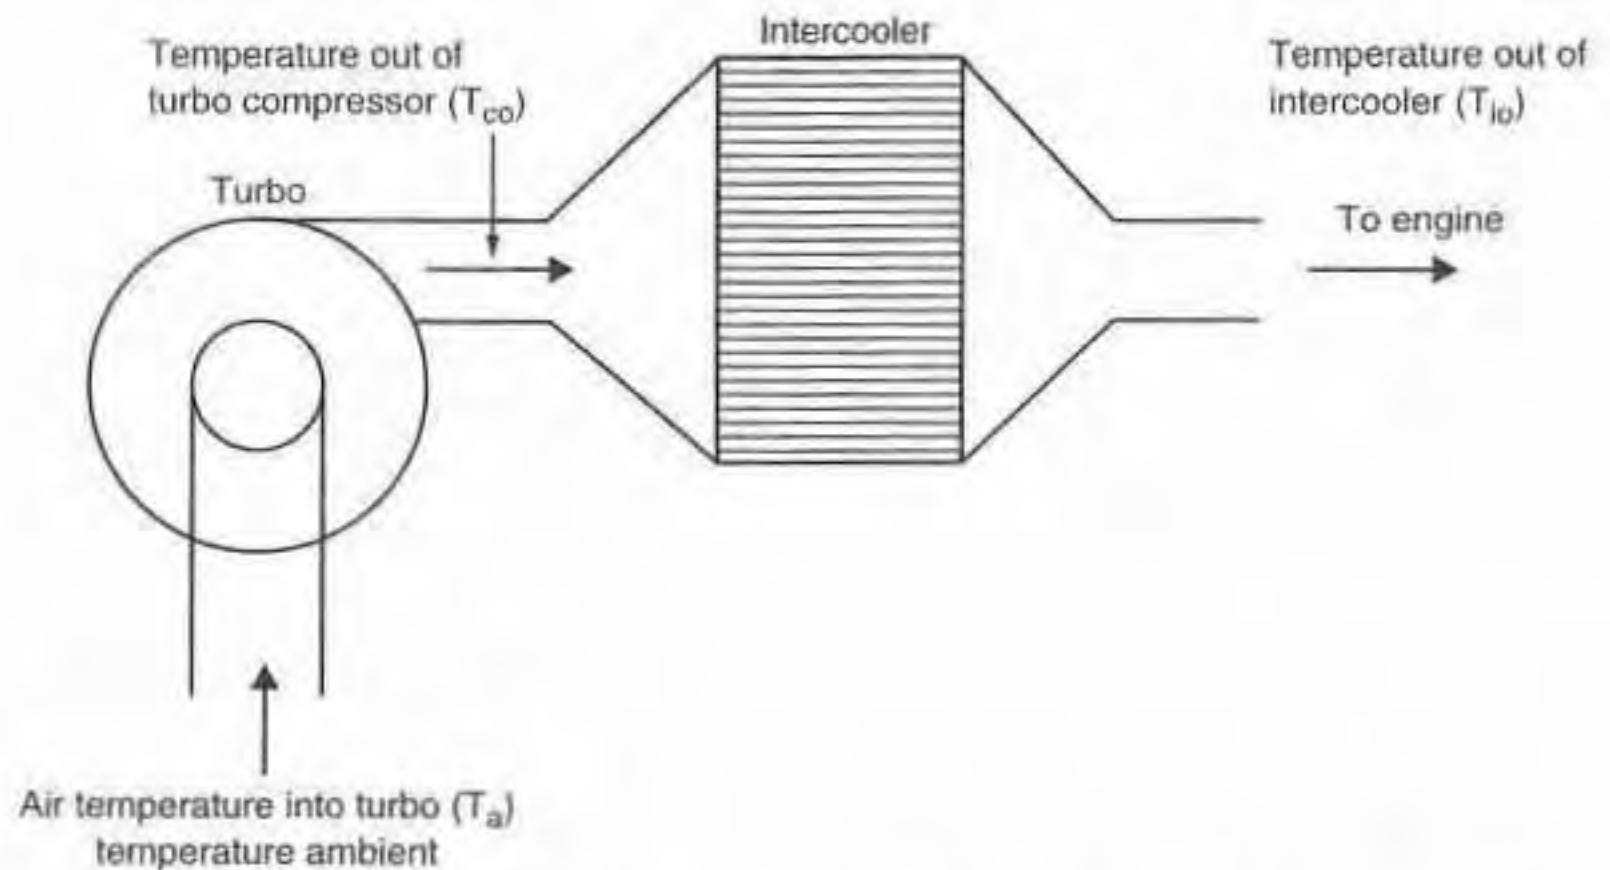 Intercooler
Temperature out of
turbo compressor (Tco)
Temperature out of
intercooler (Tio)
Turbo
To engine
Air temperature into turbo (Ta)
temperature ambient